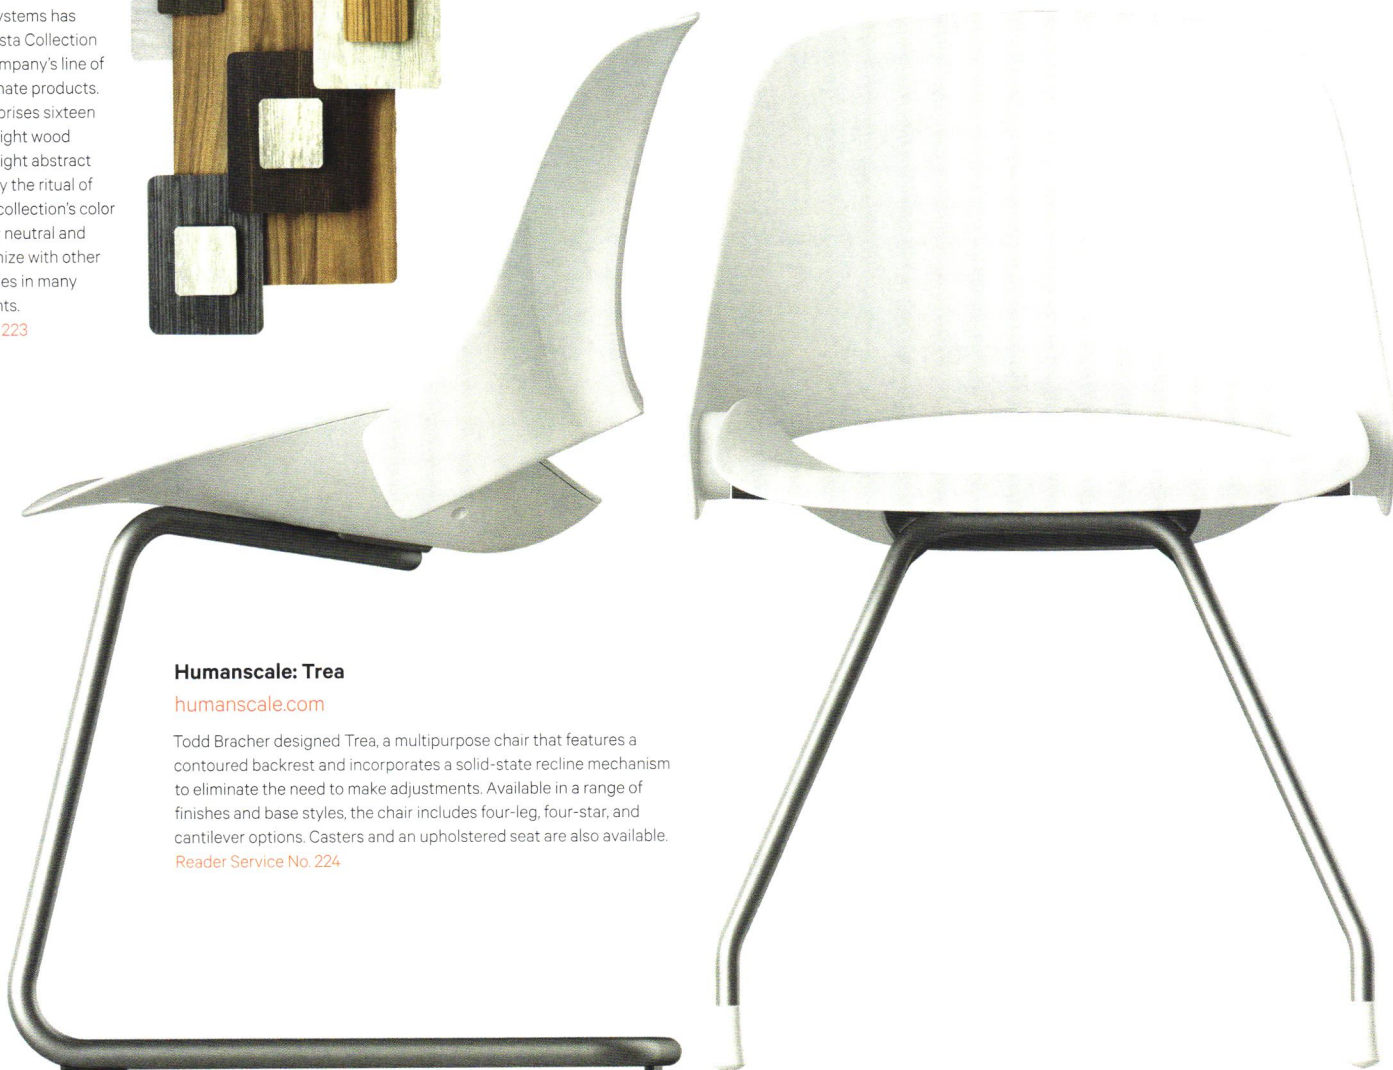 ystems has
sta Collection
mpany's line of
nate products.
prises sixteen
ight wood
ight abstract
y the ritual of
collection's color
neutral and
nize with other
es in many
nts.
223
Humanscale: Trea
humanscale.com
Todd Bracher designed Trea, a multipurpose chair that features a
contoured backrest and incorporates a solid-state recline mechanism
to eliminate the need to make adjustments. Available in a range of
finishes and base styles, the chair includes four-leg, four-star, and
cantilever options. Casters and an upholstered seat are also available.
Reader Service No. 224